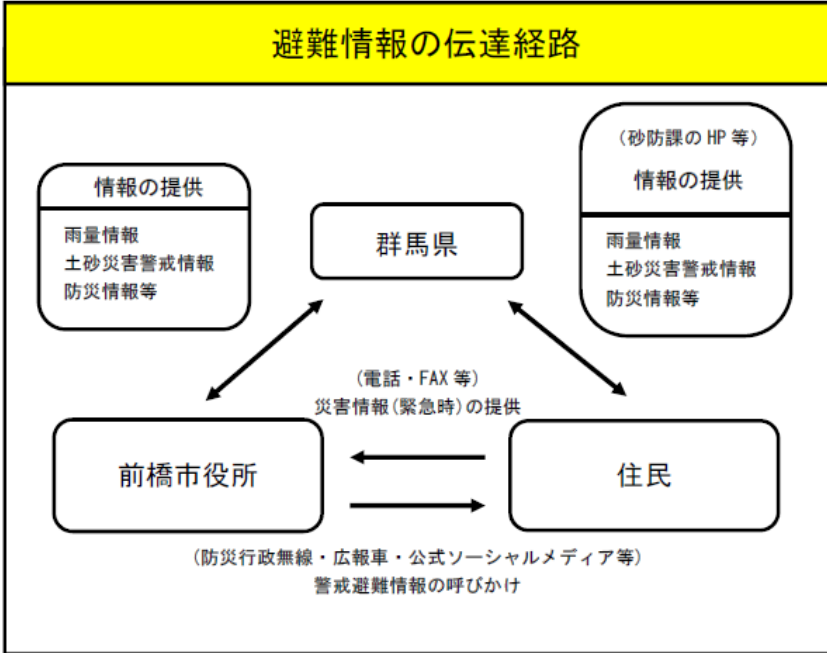 避難情報の伝達経路
(砂防課の HP 等)
情報の提供
雨量情報
土砂災害警戒情報
防災情報等
情報の提供
雨量情報
土砂災害警戒情報
防災情報等
群馬県
(電話・FAX 等)
災害情報(緊急時)の提供
前橋市役所
住民
(防災行政無線・広報車・公式ソーシャルメディア等)
警戒避難情報の呼びかけ